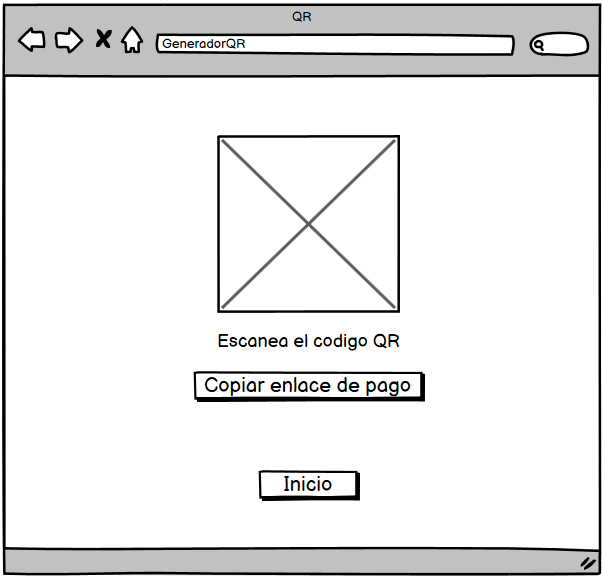 QR
GeneradorQR
Escanea el codigo QR
Copiar enlace de pago
Inicio